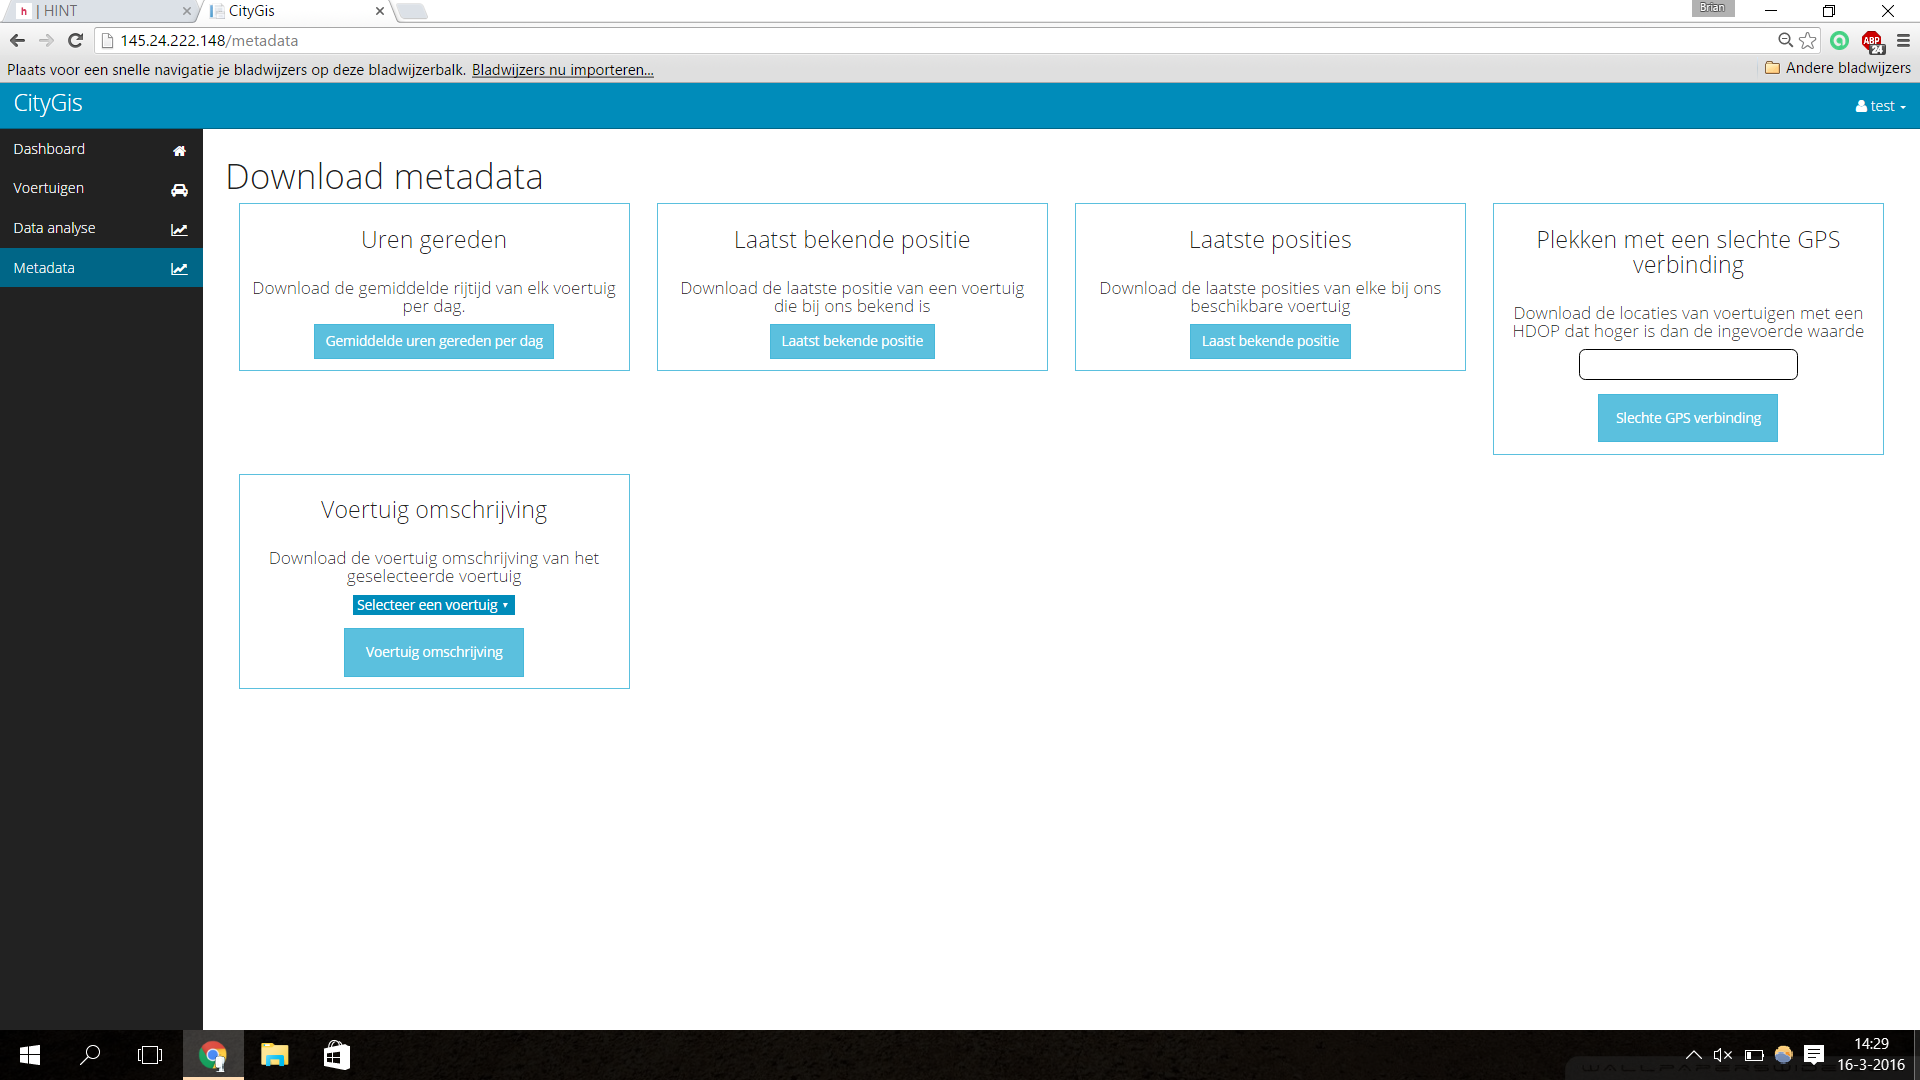 h | HINT
CityGis
Brian
145.24.222.148/metadata
ABP
24
Plaats voor een snelle navigatie je bladwijzers op deze bladwijzerbalk. Bladwijzers nu importeren...
Andere bladwijzers
CityGis
test
Dashboard
Voertuigen
Data analyse
Metadata
Download metadata
Uren gereden
Download de gemiddelde rijtijd van elk voertuig
per dag.
Gemiddelde uren gereden per dag
Laatst bekende positie
Download de laatste positie van een voertuig
die bij ons bekend is
Laatst bekende positie
Laatste posities
Download de laatste posities van elke bij ons
beschikbare voertuig
Laast bekende positie
Plekken met een slechte GPS
verbinding
Download de locaties van voertuigen met een
HDOP dat hoger is dan de ingevoerde waarde
Slechte GPS verbinding
Voertuig omschrijving
Download de voertuig omschrijving van het
geselecteerde voertuig
Selecteer een voertuig
Voertuig omschrijving
14:29
16-3-2016